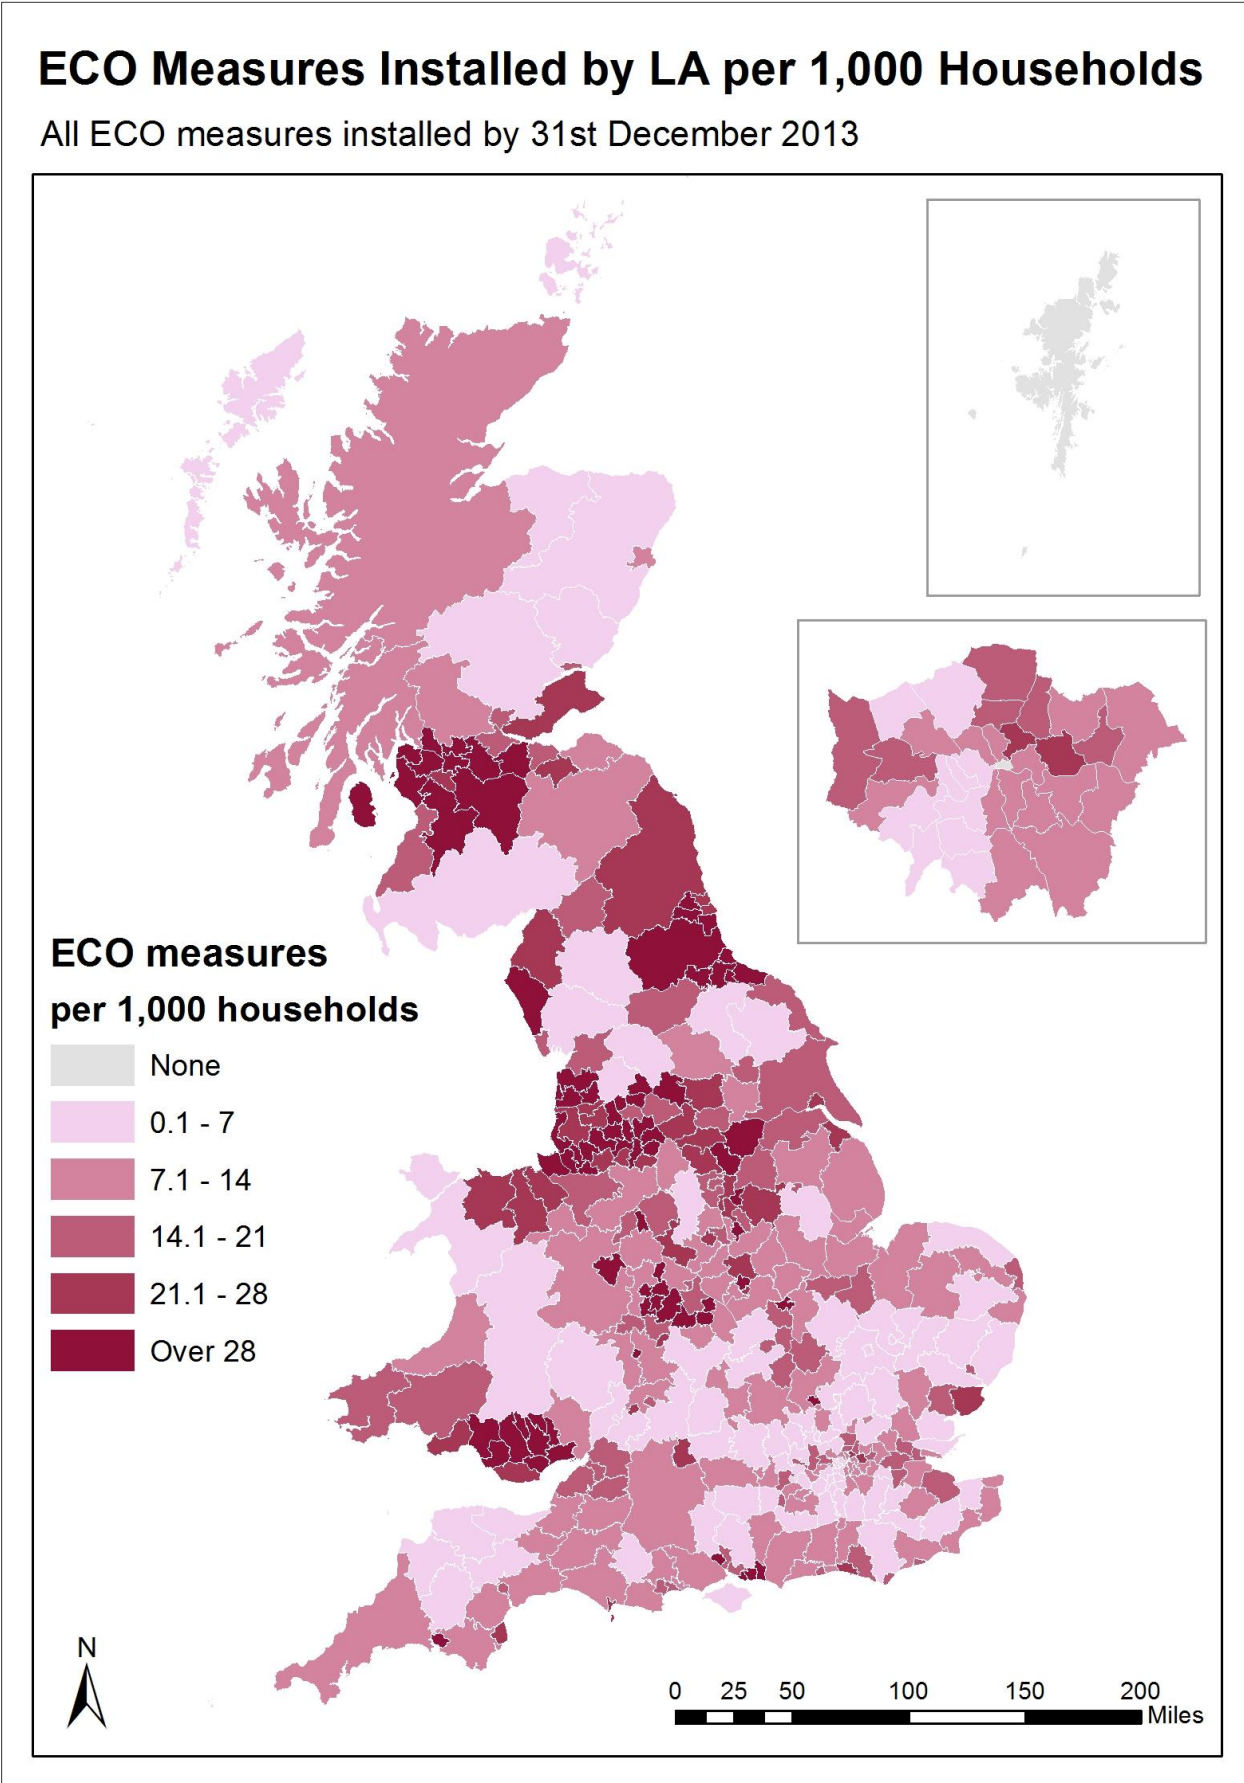 ECO Measures Installed by LA per 1,000 Households
All ECO measures installed by 31st December 2013
ECO measures
per 1,000 households
None
0.1 - 7
7.1 - 14
14.1 - 21
21.1 - 28
Over 28
N
0 25 50 100 150 200
Miles